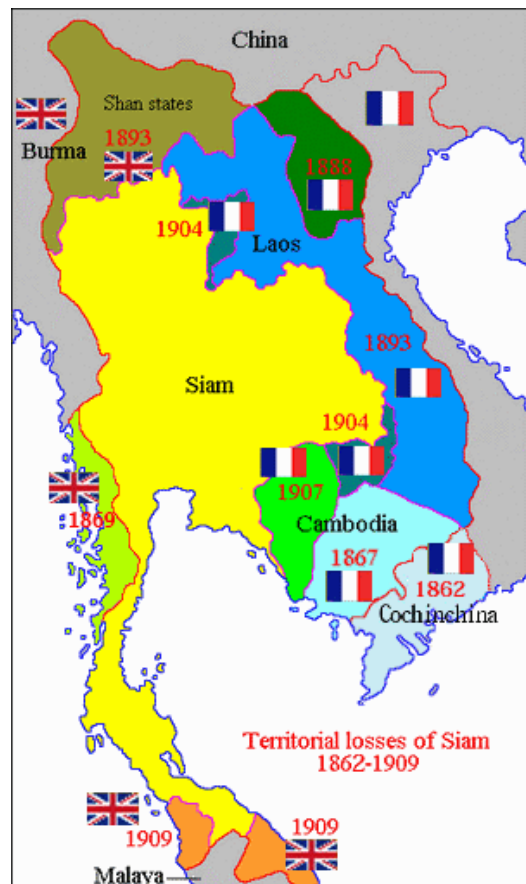 China
Shan states
Burma
1893
1888
1904
Laos
1893
Siam
1904
1907
1869
Cambodia
1867
1862
Cochinchina
Territorial losses of Siam
1862-1909
1909
1909
Malaya